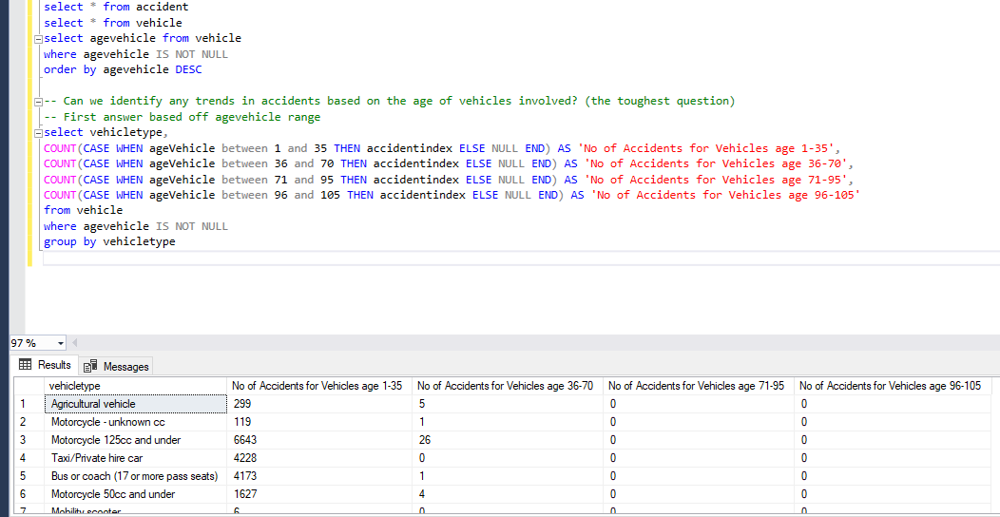 select * from accident
select * from vehicle
select agevehicle from vehicle
where agevehicle IS NOT NULL
order by agevehicle DESC
-- Can we identify any trends in accidents based on the age of vehicles involved? (the toughest question)
-- First answer based off agevehicle range
select vehicletype,
COUNT(CASE WHEN ageVehicle between 1 and 35 THEN accidentindex ELSE NULL END) AS 'No of Accidents for Vehicles age 1-35',
COUNT(CASE WHEN ageVehicle between 36 and 70 THEN accidentindex ELSE NULL END) AS 'No of Accidents for Vehicles age 36-70',
COUNT(CASE WHEN ageVehicle between 71 and 95 THEN accidentindex ELSE NULL END) AS 'No of Accidents for Vehicles age 71-95',
COUNT(CASE WHEN ageVehicle between 96 and 105 THEN accidentindex ELSE NULL END) AS 'No of Accidents for Vehicles age 96-105'
from vehicle
where agevehicle IS NOT NULL
group by vehicletype
97 %
Results Messages
vehicletype No of Accidents for Vehicles age 1-35 No of Accidents for Vehicles age 36-70 No of Accidents for Vehicles age 71-95 No of Accidents for Vehicles age 96-105
1 Agricultural vehicle 299 5 0 0
2 Motorcycle - unknown cc 119 1 0 0
3 Motorcycle 125cc and under 6643 26 0 0
4 Taxi/Private hire car 4228 0 0 0
5 Bus or coach (17 or more pass seats) 4173 1 0 0
6 Motorcycle 50cc and under 1627 4 0 0
7 Mobility scooter 6 0 0 0